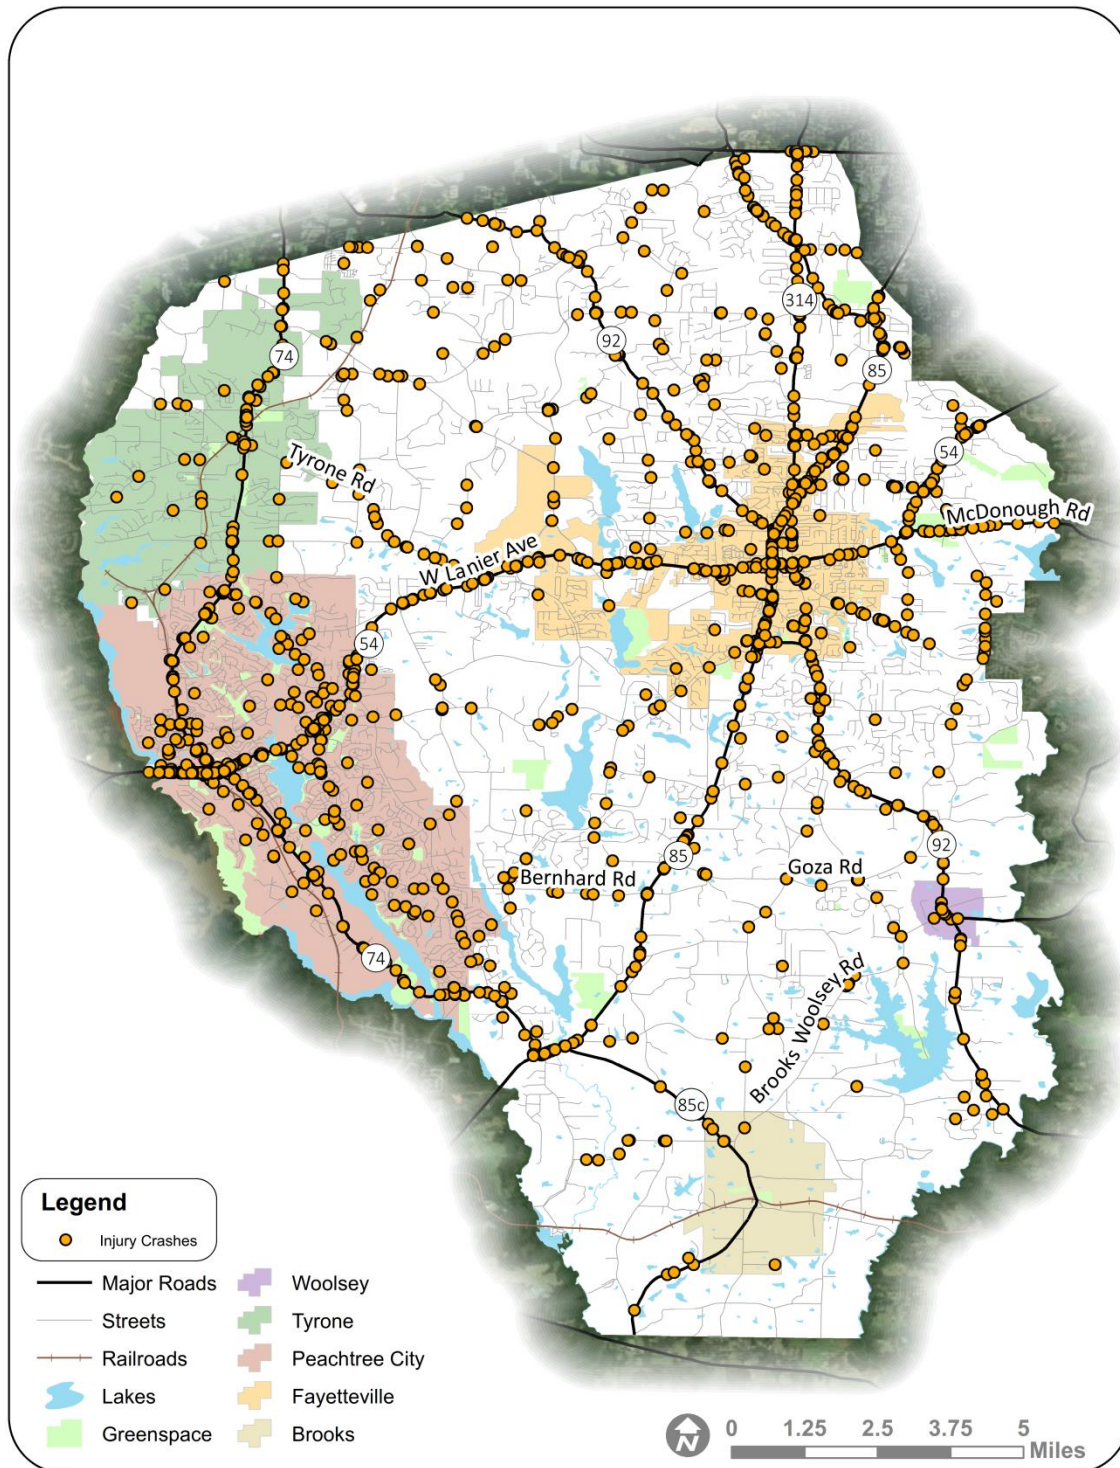 314
92
74
85
54
McDonough Rd
Tyrone Rd
W Lanier Ave
54
85
92
Goza Rd
Bernhard Rd
74
Brooks Woolsey Rd
85c
Legend
Injury Crashes
Major Roads
Woolsey
Streets
Tyrone
Railroads
Peachtree City
Lakes
Fayetteville
Greenspace
Brooks
N
0 1.25 2.5 3.75 5
Miles